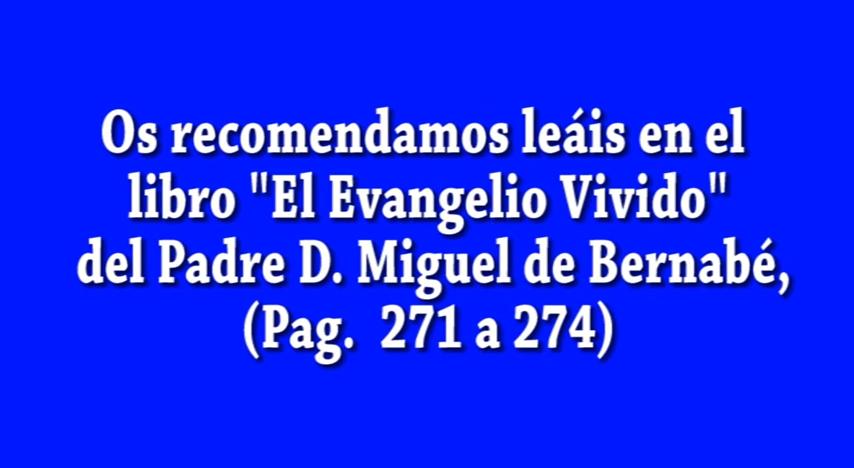 Os recomendamos leáis en el
libro "El Evangelio Vivido"
del Padre D. Miguel de Bernabé,
(Pag. 271 a 274)